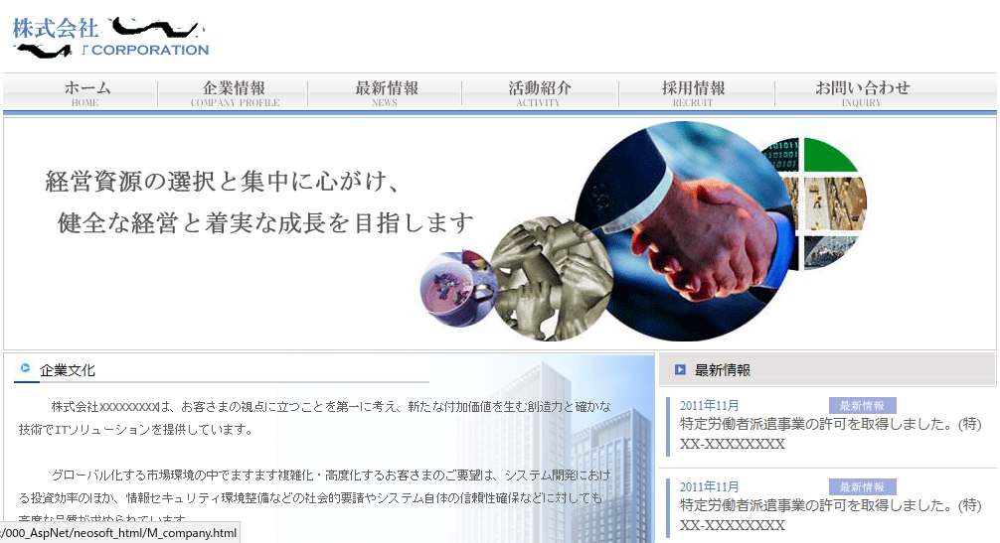 株式会社
CORPORATION
ホーム 企業情報 最新情報 活動紹介 採用情報 お問い合わせ
HOME COMPANY PROFILE NEWS ACTIVITY RECRUIT INQUIRY
経営資源の選択と集中に心がけ、
健全な経営と着実な成長を目指します
企業文化
株式会社XXXXXXXXXは、お客さまの視点に立つことを第一に考え、新たな付加価値を生む創造力と確かな
技術でITソリューションを提供しています。
グローバル化する市場環境の中でますます複雑化・高度化するお客さまのご要望は、システム開発におけ
る投資効率のほか、情報セキュリティ環境整備などの社会的要請やシステム自体の信頼性確保などに対しても
高度な品質が求められています。
:/000_AspNet/neosoft_html/M_company.html
最新情報
2011年11月 最新情報
特定労働者派遣事業の許可を取得しました。(特)
XX-XXXXXXXX
2011年11月 最新情報
特定労働者派遣事業の許可を取得しました。(特)
XX-XXXXXXXX